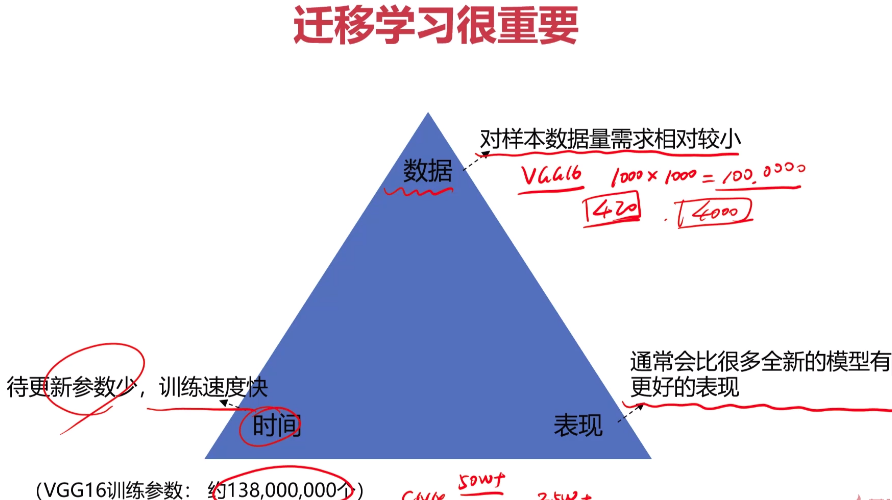 迁移学习很重要
对样本数据量需求相对较小
数据
VGG16 1000×1000=100.0000
420 . 4000
通常会比很多全新的模型有
更好的表现
待更新参数少，训练速度快
时间
表现
（VGG16训练参数： 约138,000,000个）
50w+